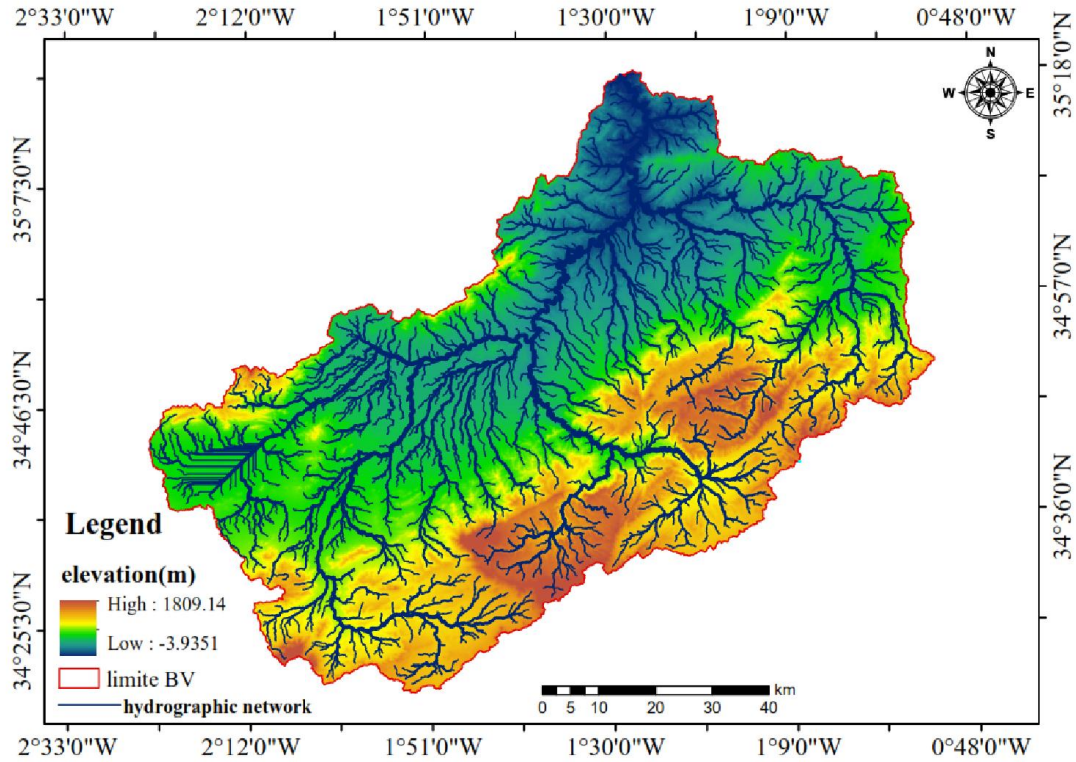 2°33'0"W 2°12'0"W 1°51'0"W 1°30'0"W 1°9'0"W 0°48'0"W
35°18'0"N
N
W E
S
35°7'30"N
34°57'0"N
34°46'30"N
34°36'0"N
34°25'30"N
Legend
elevation(m)
High : 1809.14
Low : -3.9351
limite BV
hydrographic network
km
0 5 10 20 30 40
2°33'0"W 2°12'0"W 1°51'0"W 1°30'0"W 1°9'0"W 0°48'0"W